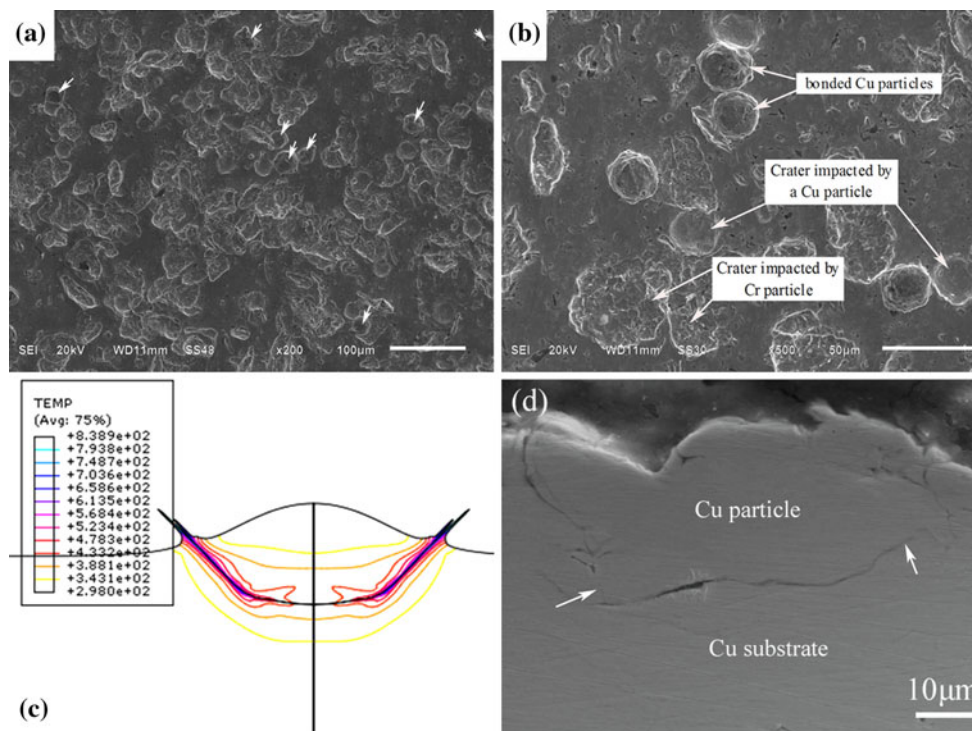 (a)
SEI 20kV WD11mm SS48 x200 100µm
(b)
bonded Cu particles
Crater impacted by
a Cu particle
Crater impacted by
Cr particle
SEI 20kV WD11mm SS30 x500 50µm
TEMP
(Avg: 75%)
+8.389e+02
+7.938e+02
+7.487e+02
+7.036e+02
+6.586e+02
+6.135e+02
+5.684e+02
+5.234e+02
+4.783e+02
+4.332e+02
+3.881e+02
+3.431e+02
+2.980e+02
(c)
(d)
Cu particle
Cu substrate
10µm